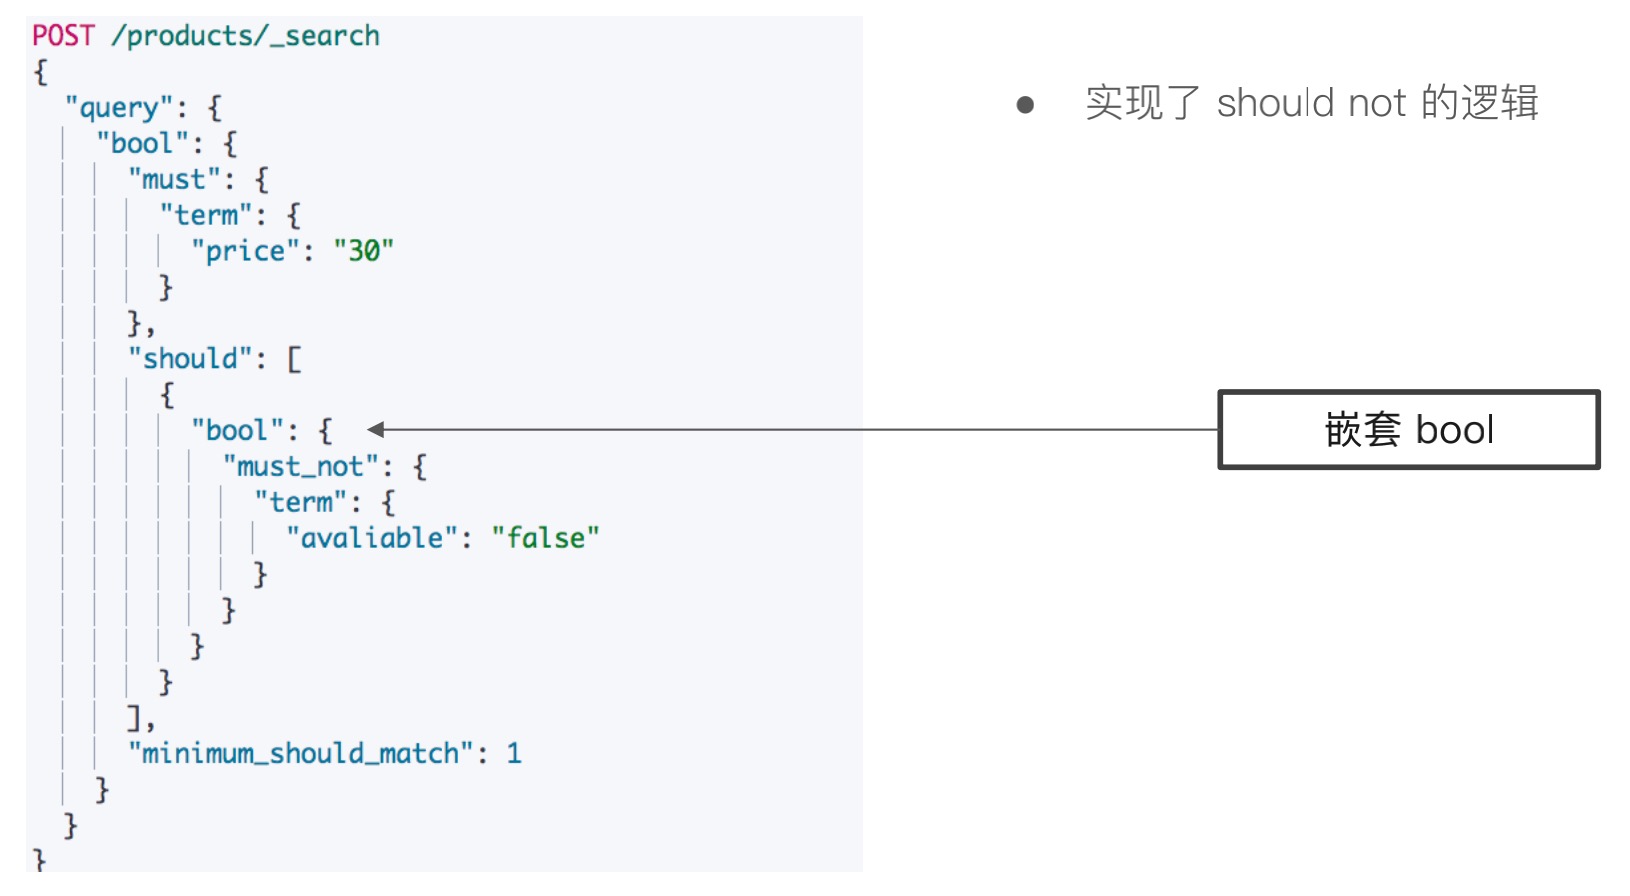 POST /products/_search
{
  "query": {
    "bool": {
      "must": {
        "term": {
          "price": "30"
        }
      },
      "should": [
        {
          "bool": {
            "must_not": {
              "term": {
                "avaliable": "false"
              }
            }
          }
        }
      ],
      "minimum_should_match": 1
    }
  }
}
● 实现了 should not 的逻辑
嵌套 bool